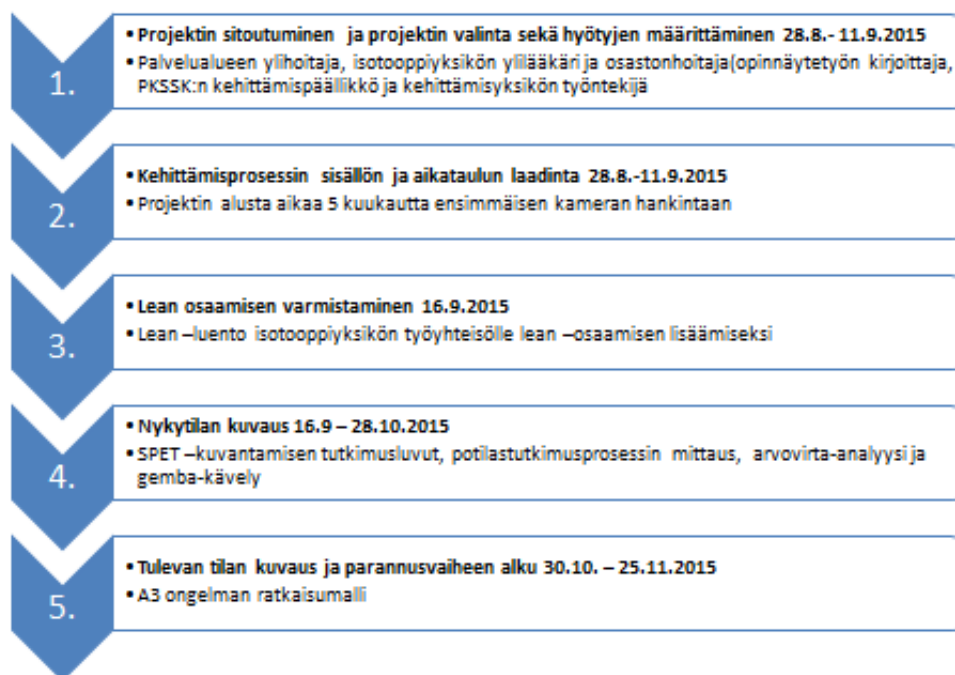 1.
• Projektin sitoutuminen ja projektin valinta sekä hyötyjen määrittäminen 28.8.- 11.9.2015
• Palvelualueen ylihoitaja, isotooppiyksikön ylilääkäri ja osastonhoitaja(opinnäytetyön kirjoittaja,
PKSSK:n kehittämispäällikkö ja kehittämisyksikön työntekijä
2.
• Kehittämisprosessin sisällön ja aikataulun laadinta 28.8.-11.9.2015
• Projektin alusta aikaa 5 kuukautta ensimmäisen kameran hankintaan
3.
• Lean osaamisen varmistaminen 16.9.2015
• Lean –luento isotooppiyksikön työyhteisölle lean –osaamisen lisäämiseksi
4.
• Nykytilan kuvaus 16.9 – 28.10.2015
• SPET –kuvantamisen tutkimusluvut, potilastutkimusprosessin mittaus, arvovirta-analyysi ja
gemba-kävely
5.
• Tulevan tilan kuvaus ja parannusvaiheen alku 30.10. – 25.11.2015
• A3 ongelman ratkaisumalli